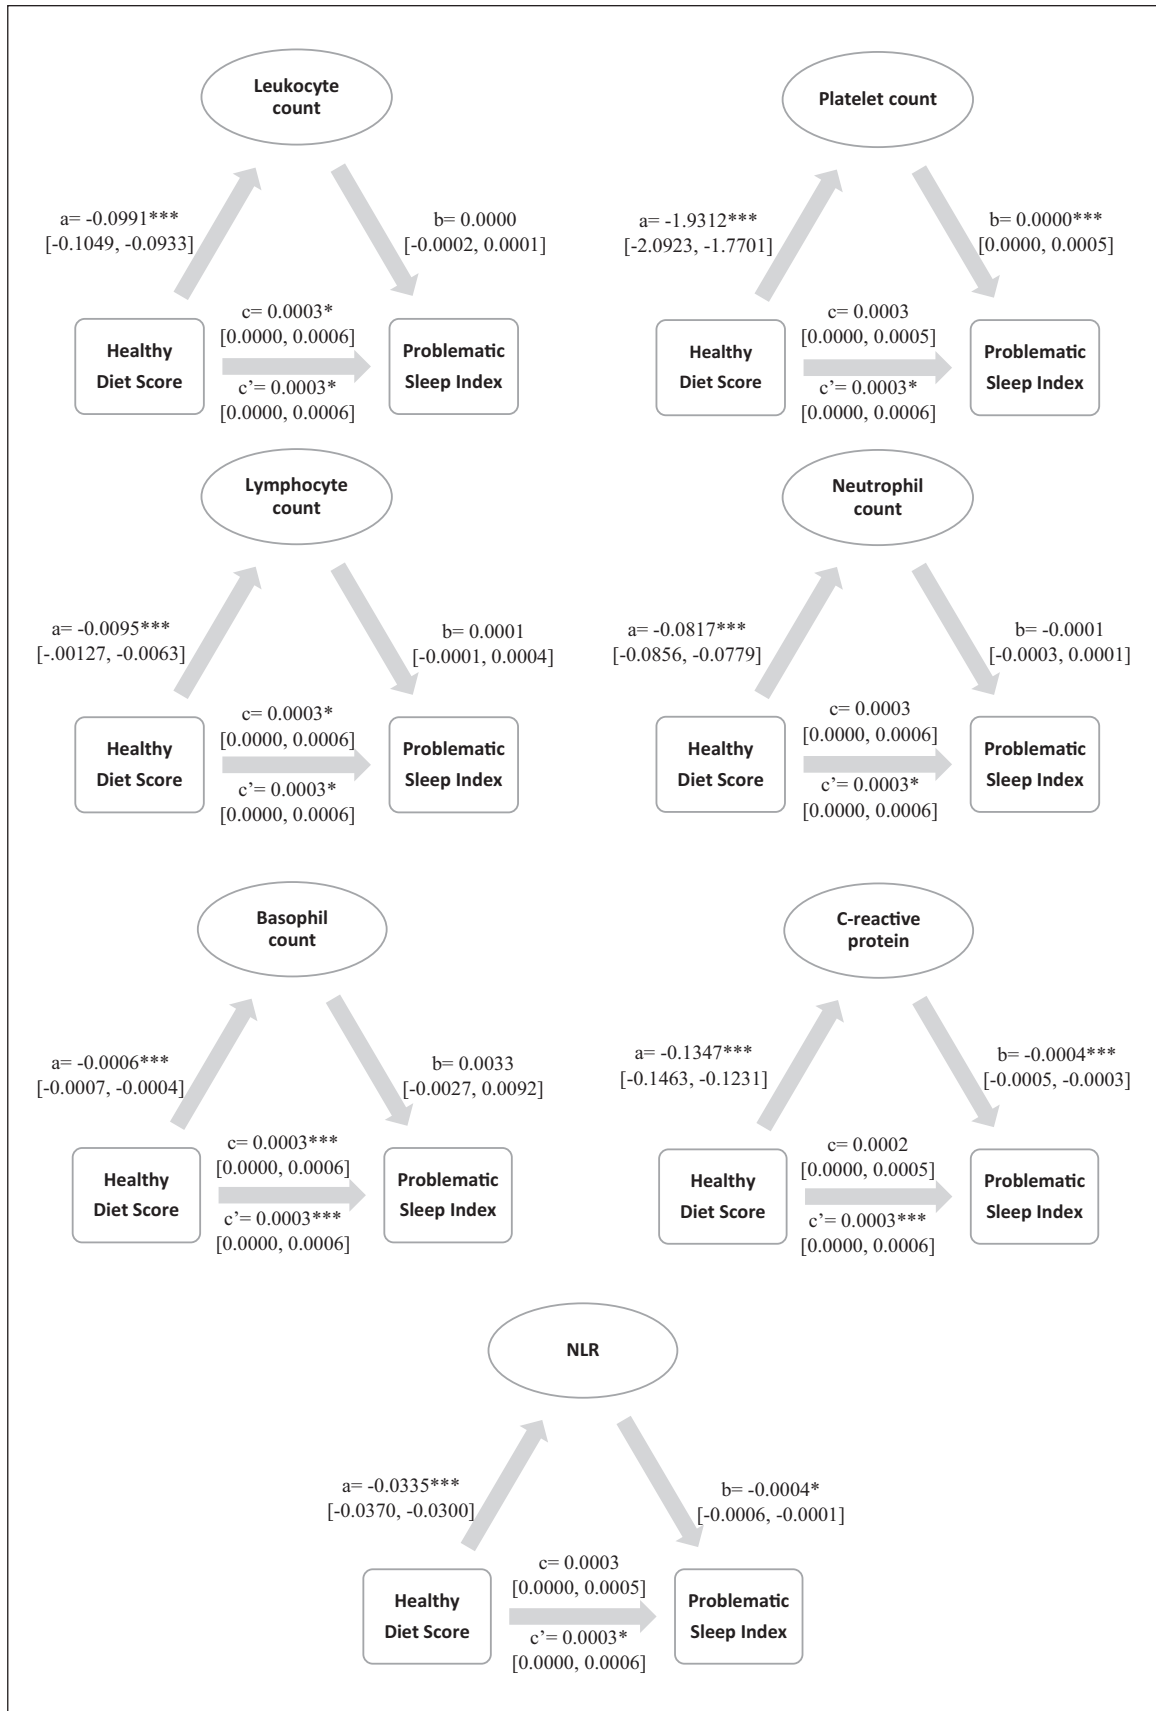 Leukocyte
count
a= -0.0991***
[-0.1049, -0.0933]
b= 0.0000
[-0.0002, 0.0001]
Healthy
Diet Score
c= 0.0003*
[0.0000, 0.0006]
c’= 0.0003*
[0.0000, 0.0006]
Problematic
Sleep Index
Platelet count
a= -1.9312***
[-2.0923, -1.7701]
b= 0.0000***
[0.0000, 0.0005]
Healthy
Diet Score
c= 0.0003
[0.0000, 0.0005]
c’= 0.0003*
[0.0000, 0.0006]
Problematic
Sleep Index
Lymphocyte
count
a= -0.0095***
[-.00127, -0.0063]
b= 0.0001
[-0.0001, 0.0004]
Healthy
Diet Score
c= 0.0003*
[0.0000, 0.0006]
c’= 0.0003*
[0.0000, 0.0006]
Problematic
Sleep Index
Neutrophil
count
a= -0.0817***
[-0.0856, -0.0779]
b= -0.0001
[-0.0003, 0.0001]
Healthy
Diet Score
c= 0.0003
[0.0000, 0.0006]
c’= 0.0003*
[0.0000, 0.0006]
Problematic
Sleep Index
Basophil
count
a= -0.0006***
[-0.0007, -0.0004]
b= 0.0033
[-0.0027, 0.0092]
Healthy
Diet Score
c= 0.0003***
[0.0000, 0.0006]
c’= 0.0003***
[0.0000, 0.0006]
Problematic
Sleep Index
C-reactive
protein
a= -0.1347***
[-0.1463, -0.1231]
b= -0.0004***
[-0.0005, -0.0003]
Healthy
Diet Score
c= 0.0002
[0.0000, 0.0005]
c’= 0.0003***
[0.0000, 0.0006]
Problematic
Sleep Index
NLR
a= -0.0335***
[-0.0370, -0.0300]
b= -0.0004*
[-0.0006, -0.0001]
Healthy
Diet Score
c= 0.0003
[0.0000, 0.0005]
c’= 0.0003*
[0.0000, 0.0006]
Problematic
Sleep Index